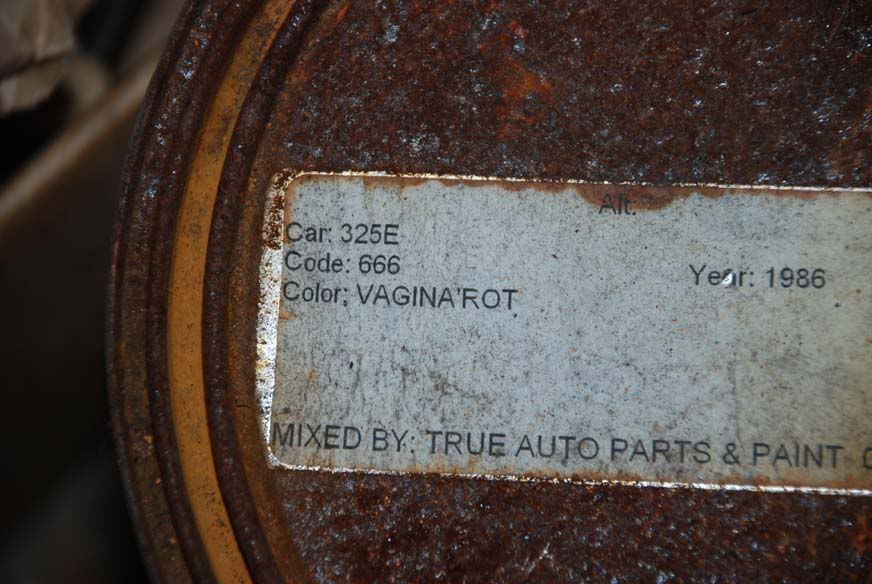 Alt.
Car: 325E
Code: 666
Year: 1986
Color: VAGINA'ROT
MIXED BY: TRUE AUTO PARTS & PAINT